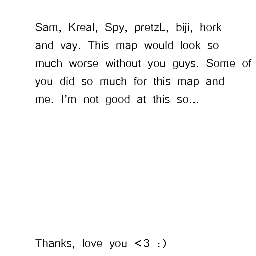 Sam, Kreal, Spy, pretzL, biji, hork
and vay. This map would look so
much worse without you guys. Some of
you did so much for this map and
me. I'm not good at this so...
Thanks, love you <3 :)